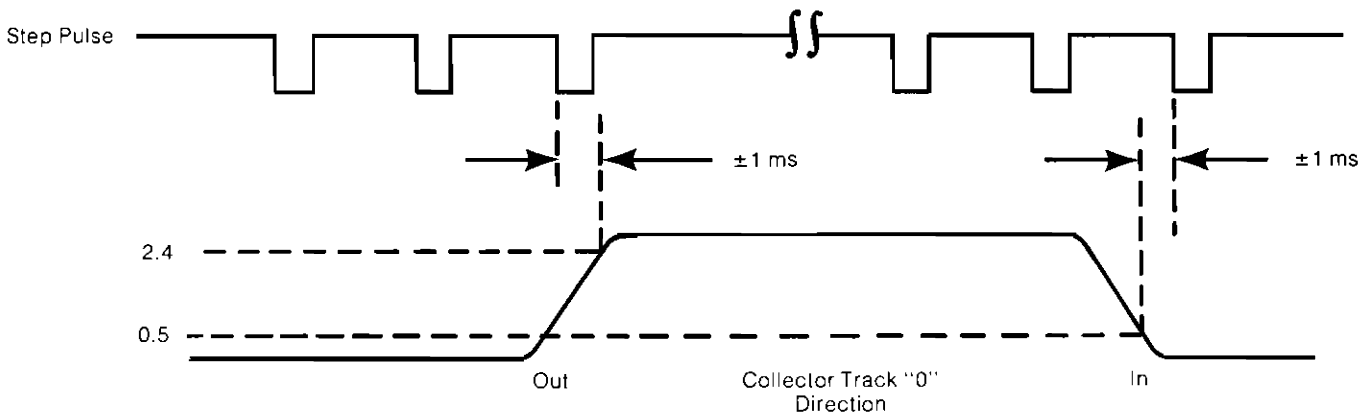 Step Pulse
±1 ms
±1 ms
2.4
0.5
Out
Collector Track "0"
Direction
In